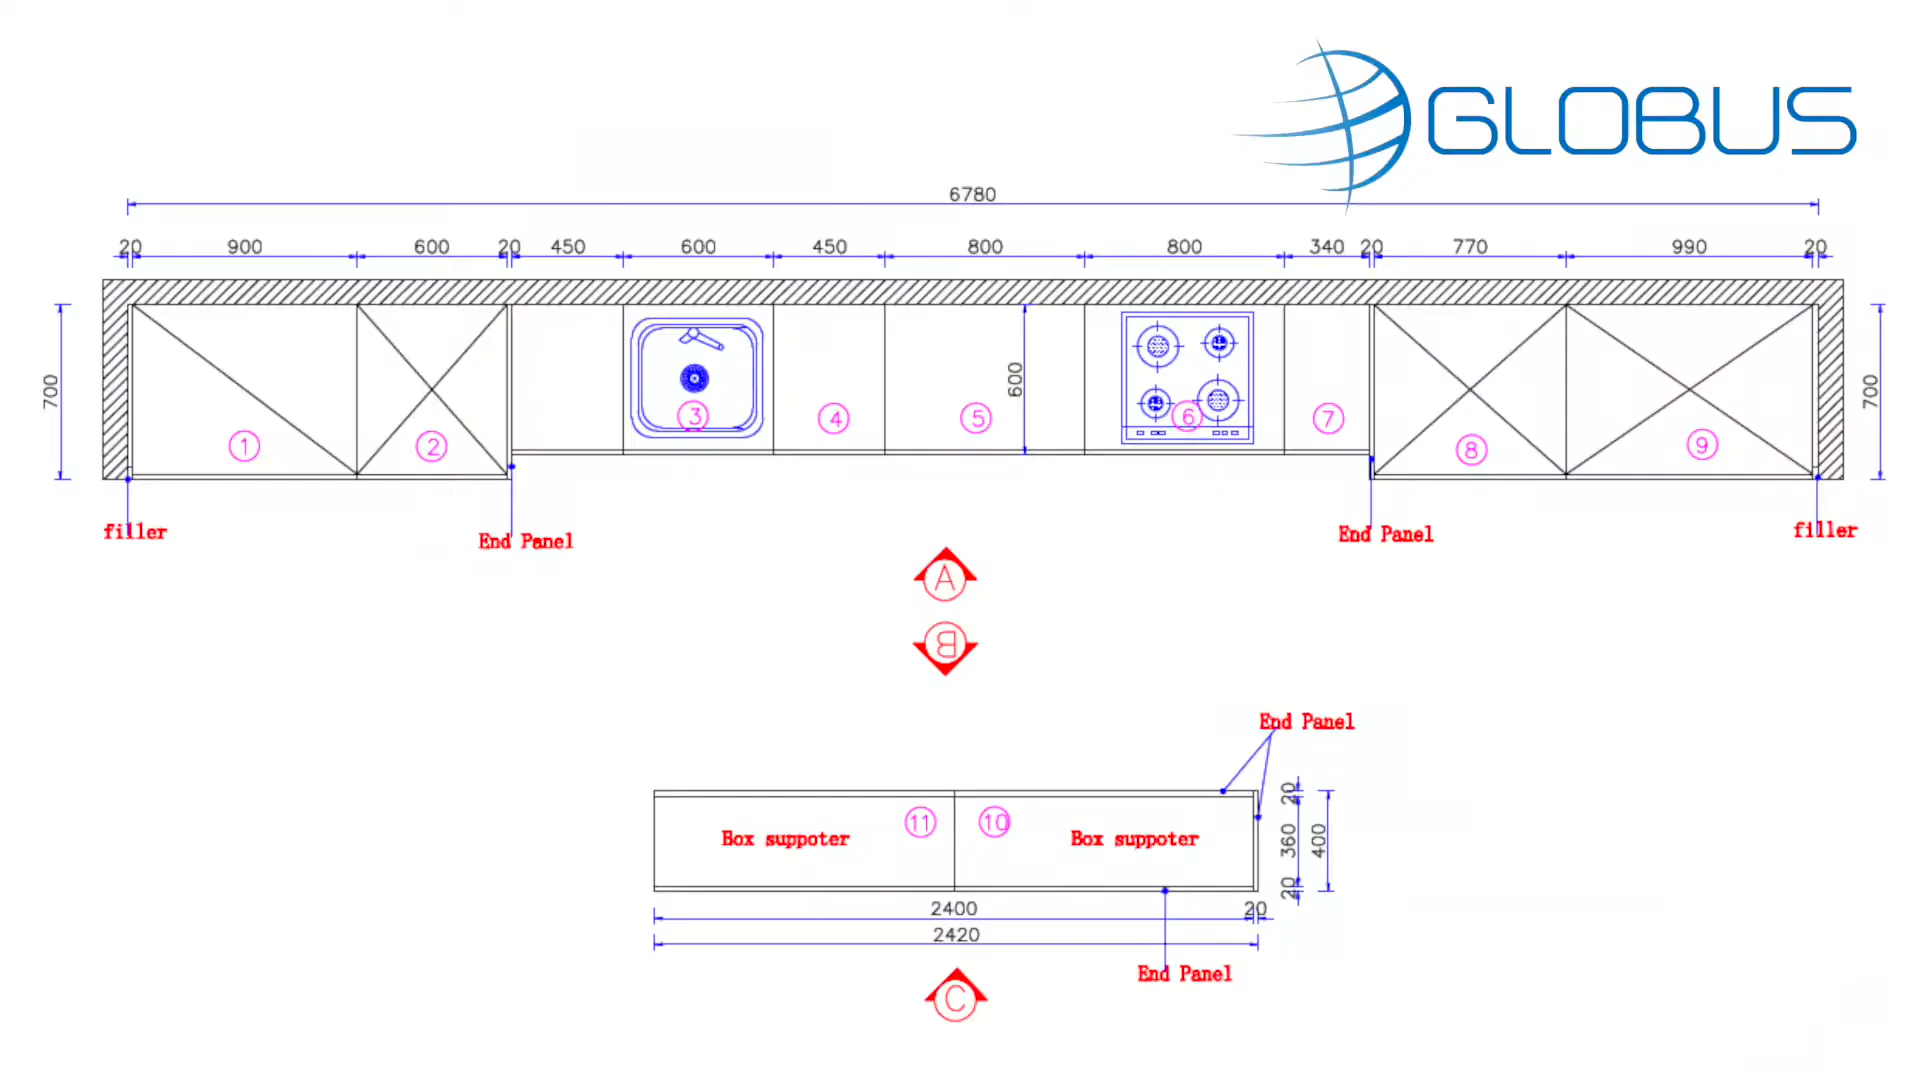 GLOBUS
6780
20 900 600 20 450 600 450 800 800 340 20 770 990 20
700
600
700
1
2
3
4
5
6
7
8
9
filler
End Panel
End Panel
filler
A
B
End Panel
11
10
Box suppoter
Box suppoter
20
360
400
20
2400
20
2420
End Panel
C